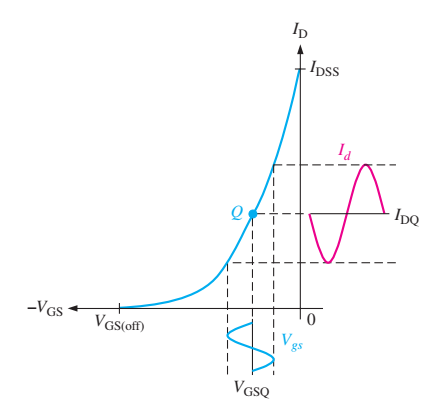 I_D
I_DSS
I_d
Q
I_DQ
–V_GS
V_GS(off)
0
V_gs
V_GSQ